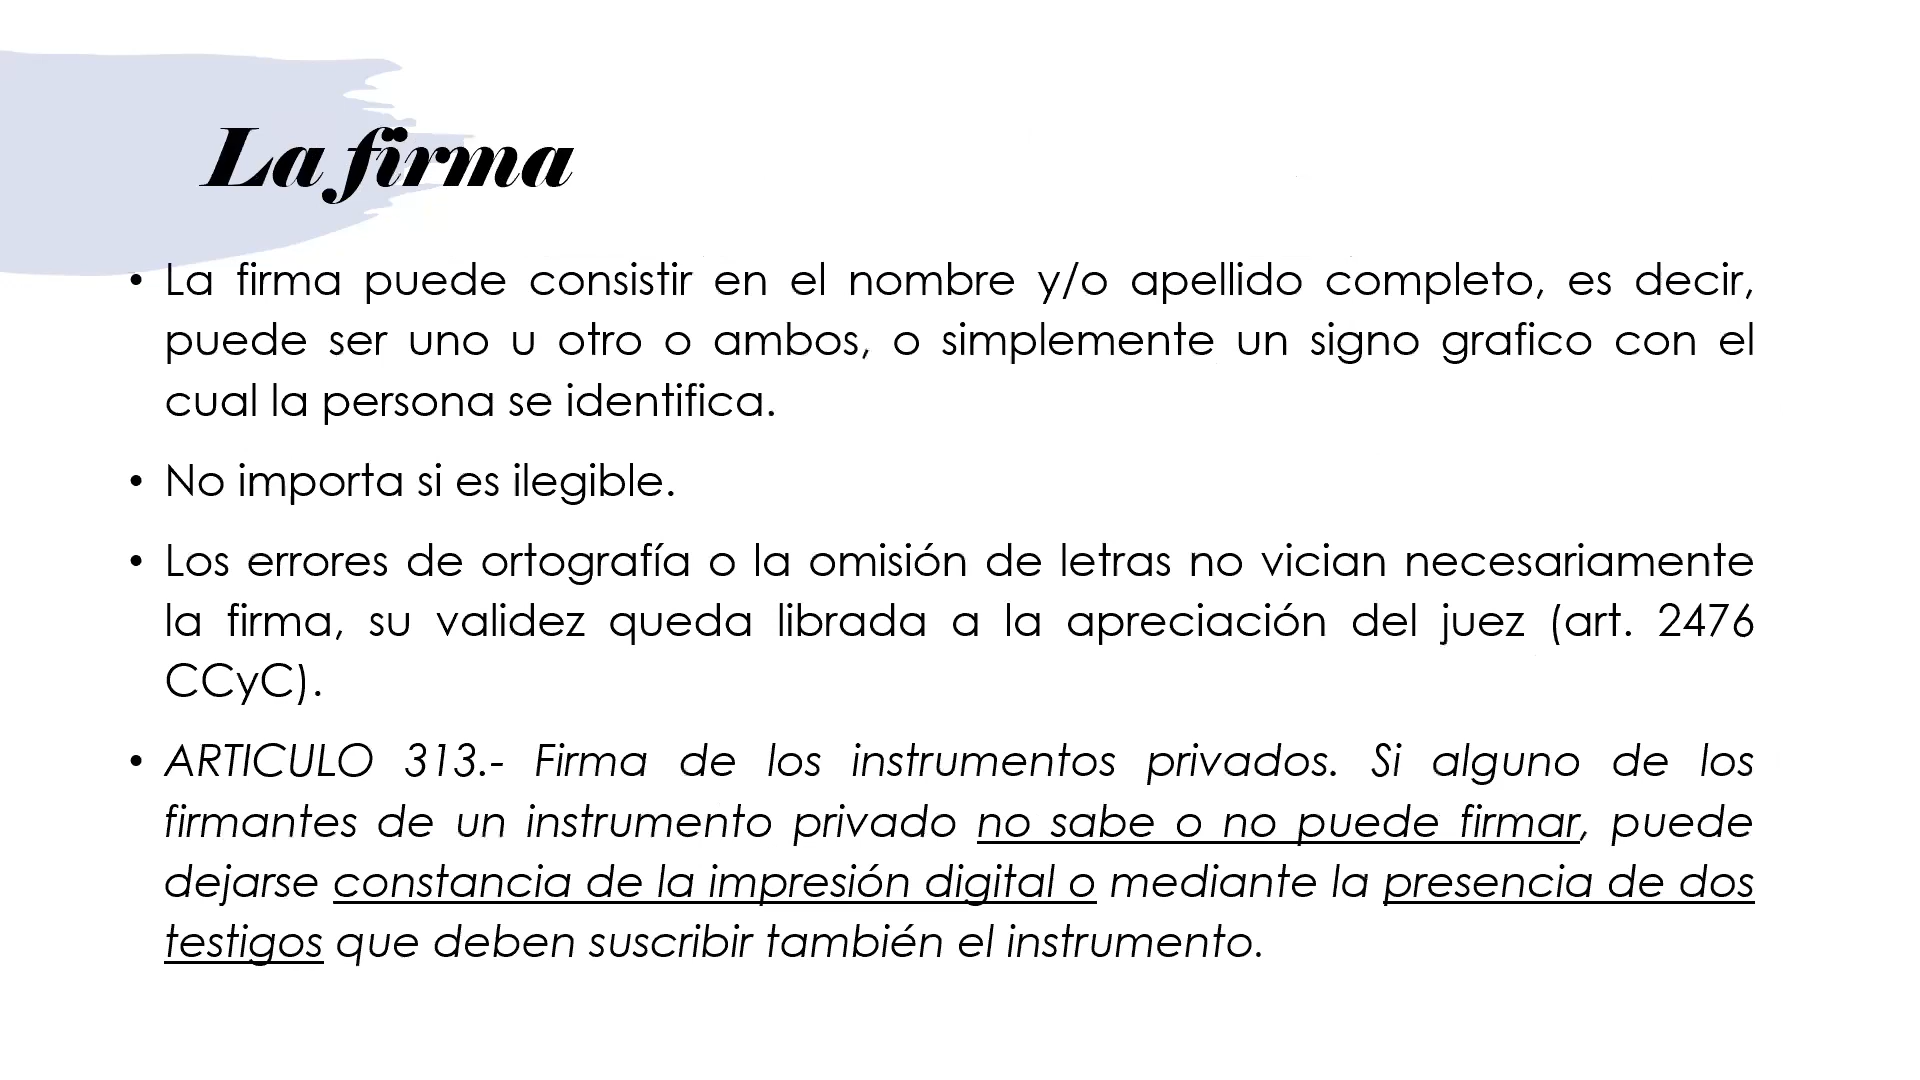 La firma
• La firma puede consistir en el nombre y/o apellido completo, es decir,
puede ser uno u otro o ambos, o simplemente un signo grafico con el
cual la persona se identifica.
• No importa si es ilegible.
• Los errores de ortografía o la omisión de letras no vician necesariamente
la firma, su validez queda librada a la apreciación del juez (art. 2476
CCyC).
• ARTICULO 313.- Firma de los instrumentos privados. Si alguno de los
firmantes de un instrumento privado no sabe o no puede firmar, puede
dejarse constancia de la impresión digital o mediante la presencia de dos
testigos que deben suscribir también el instrumento.